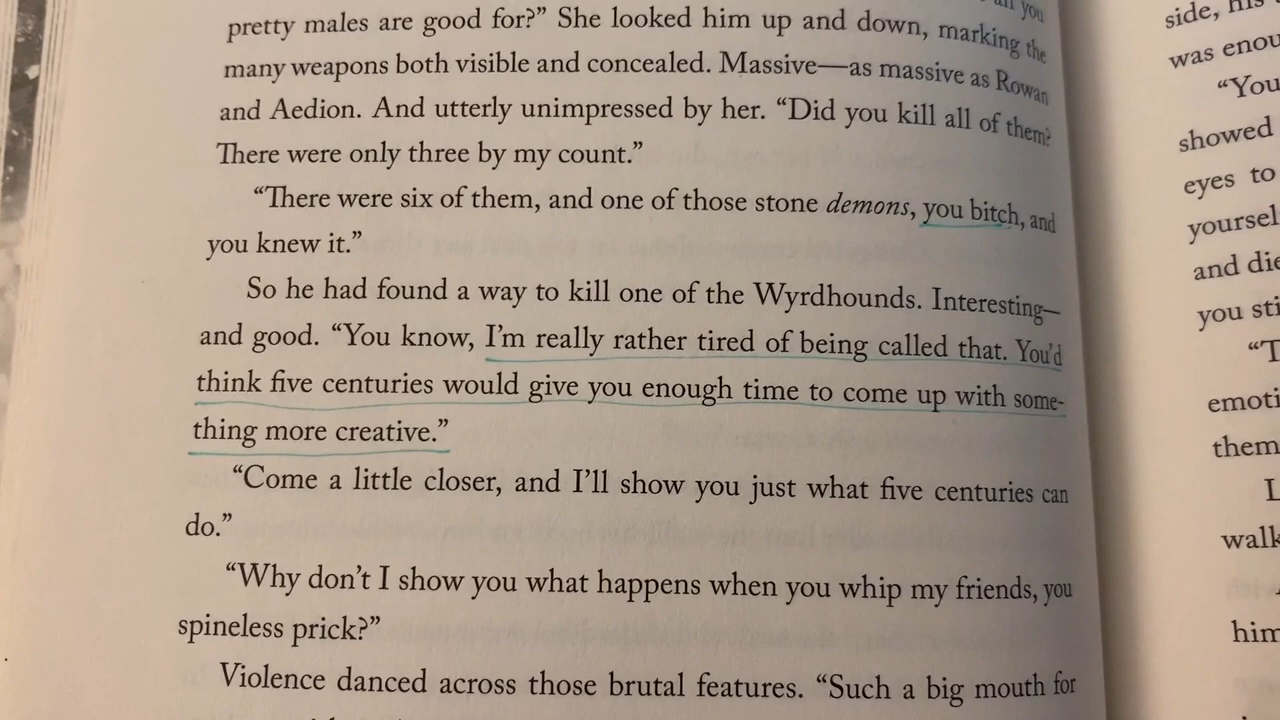 you
pretty males are good for?” She looked him up and down, marking the
many weapons both visible and concealed. Massive—as massive as Rowan
and Aedion. And utterly unimpressed by her. “Did you kill all of them?
There were only three by my count.”
“There were six of them, and one of those stone demons, you bitch, and
you knew it.”
So he had found a way to kill one of the Wyrdhounds. Interesting—
and good. “You know, I’m really rather tired of being called that. You’d
think five centuries would give you enough time to come up with some-
thing more creative.”
“Come a little closer, and I’ll show you just what five centuries can
do.”
“Why don’t I show you what happens when you whip my friends, you
spineless prick?”
Violence danced across those brutal features. “Such a big mouth for
side, his
was enou
“You
showed
eyes to
yoursel
and die
you sti
“T
emoti
them
L
walk
him